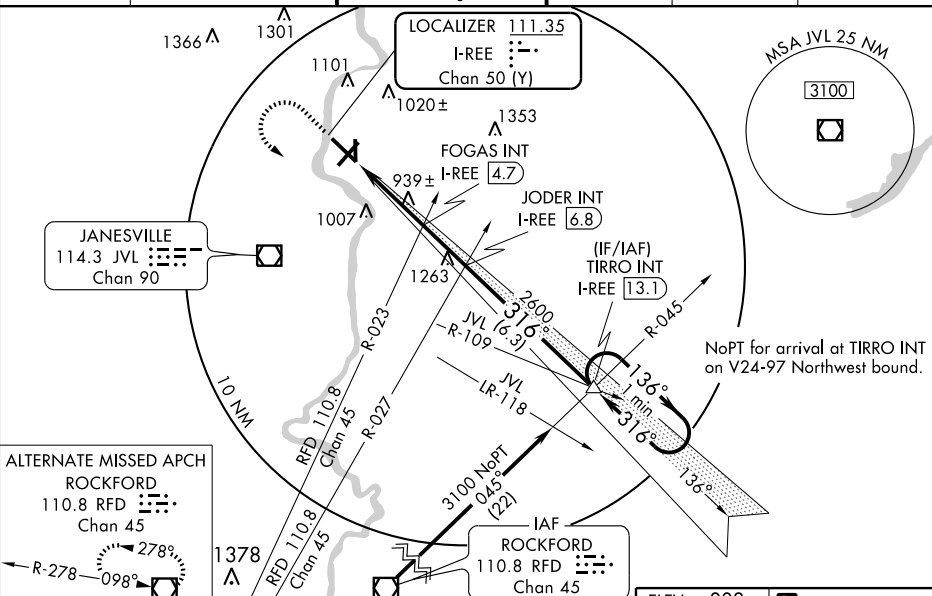 1366
1301
LOCALIZER 111.35
I-REE
Chan 50 (Y)
MSA JVL 25 NM
3100
1101
1020±
1353
FOGAS INT
I-REE 4.7
939±
JODER INT
I-REE 6.8
1007
JANESVILLE
114.3 JVL
Chan 90
1263
(IF/IAF)
TIRRO INT
I-REE 13.1
2600
316°
(6.3)
JVL
R-109
R-045
R-023
NoPT for arrival at TIRRO INT
on V24-97 Northwest bound.
136°
1 min
316°
136°
JVL
LR-118
10 NM
RFD 110.8
Chan 45
R-027
3100 NoPT
045°
(22)
ALTERNATE MISSED APCH
ROCKFORD
110.8 RFD
Chan 45
278°
R-278
098°
1378
RFD 110.8
Chan 45
IAF
ROCKFORD
110.8 RFD
Chan 45